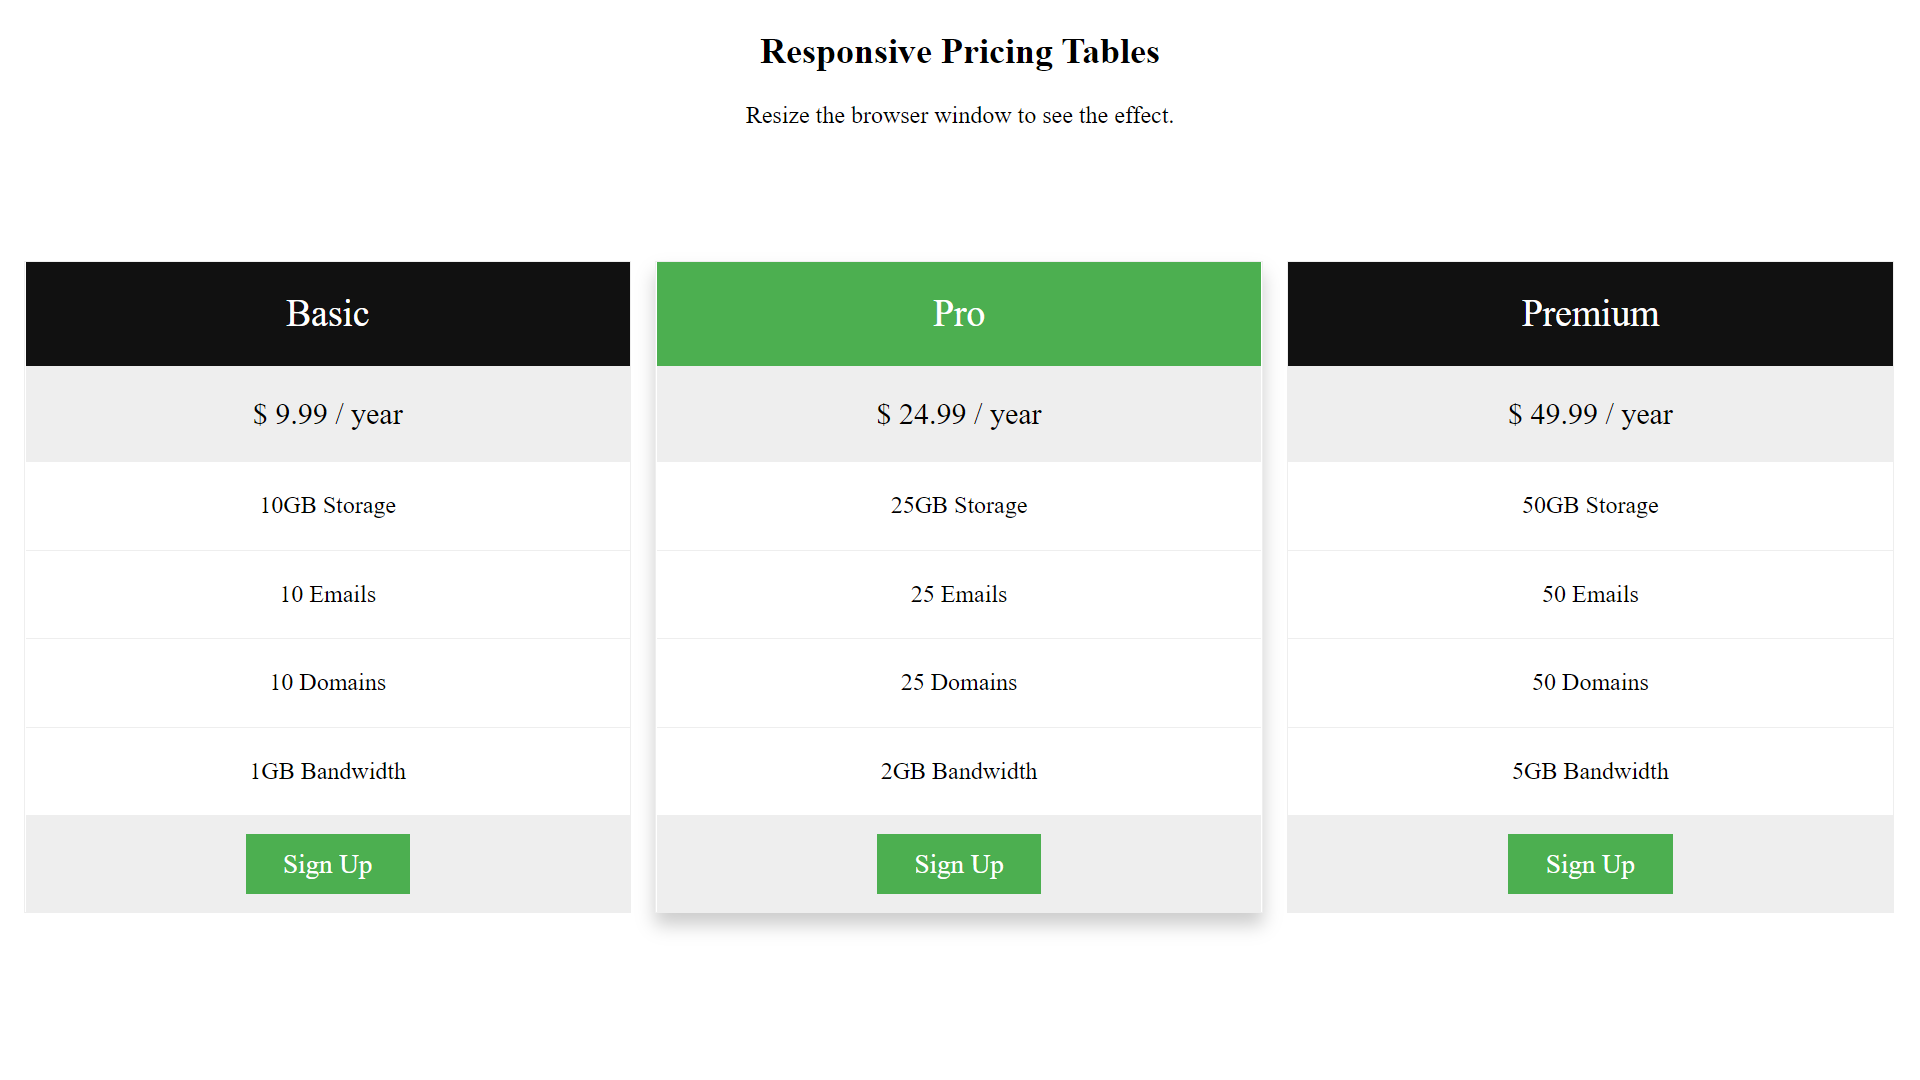 Responsive Pricing Tables
Resize the browser window to see the effect.
Basic
$ 9.99 / year
10GB Storage
10 Emails
10 Domains
1GB Bandwidth
Sign Up
Pro
$ 24.99 / year
25GB Storage
25 Emails
25 Domains
2GB Bandwidth
Sign Up
Premium
$ 49.99 / year
50GB Storage
50 Emails
50 Domains
5GB Bandwidth
Sign Up